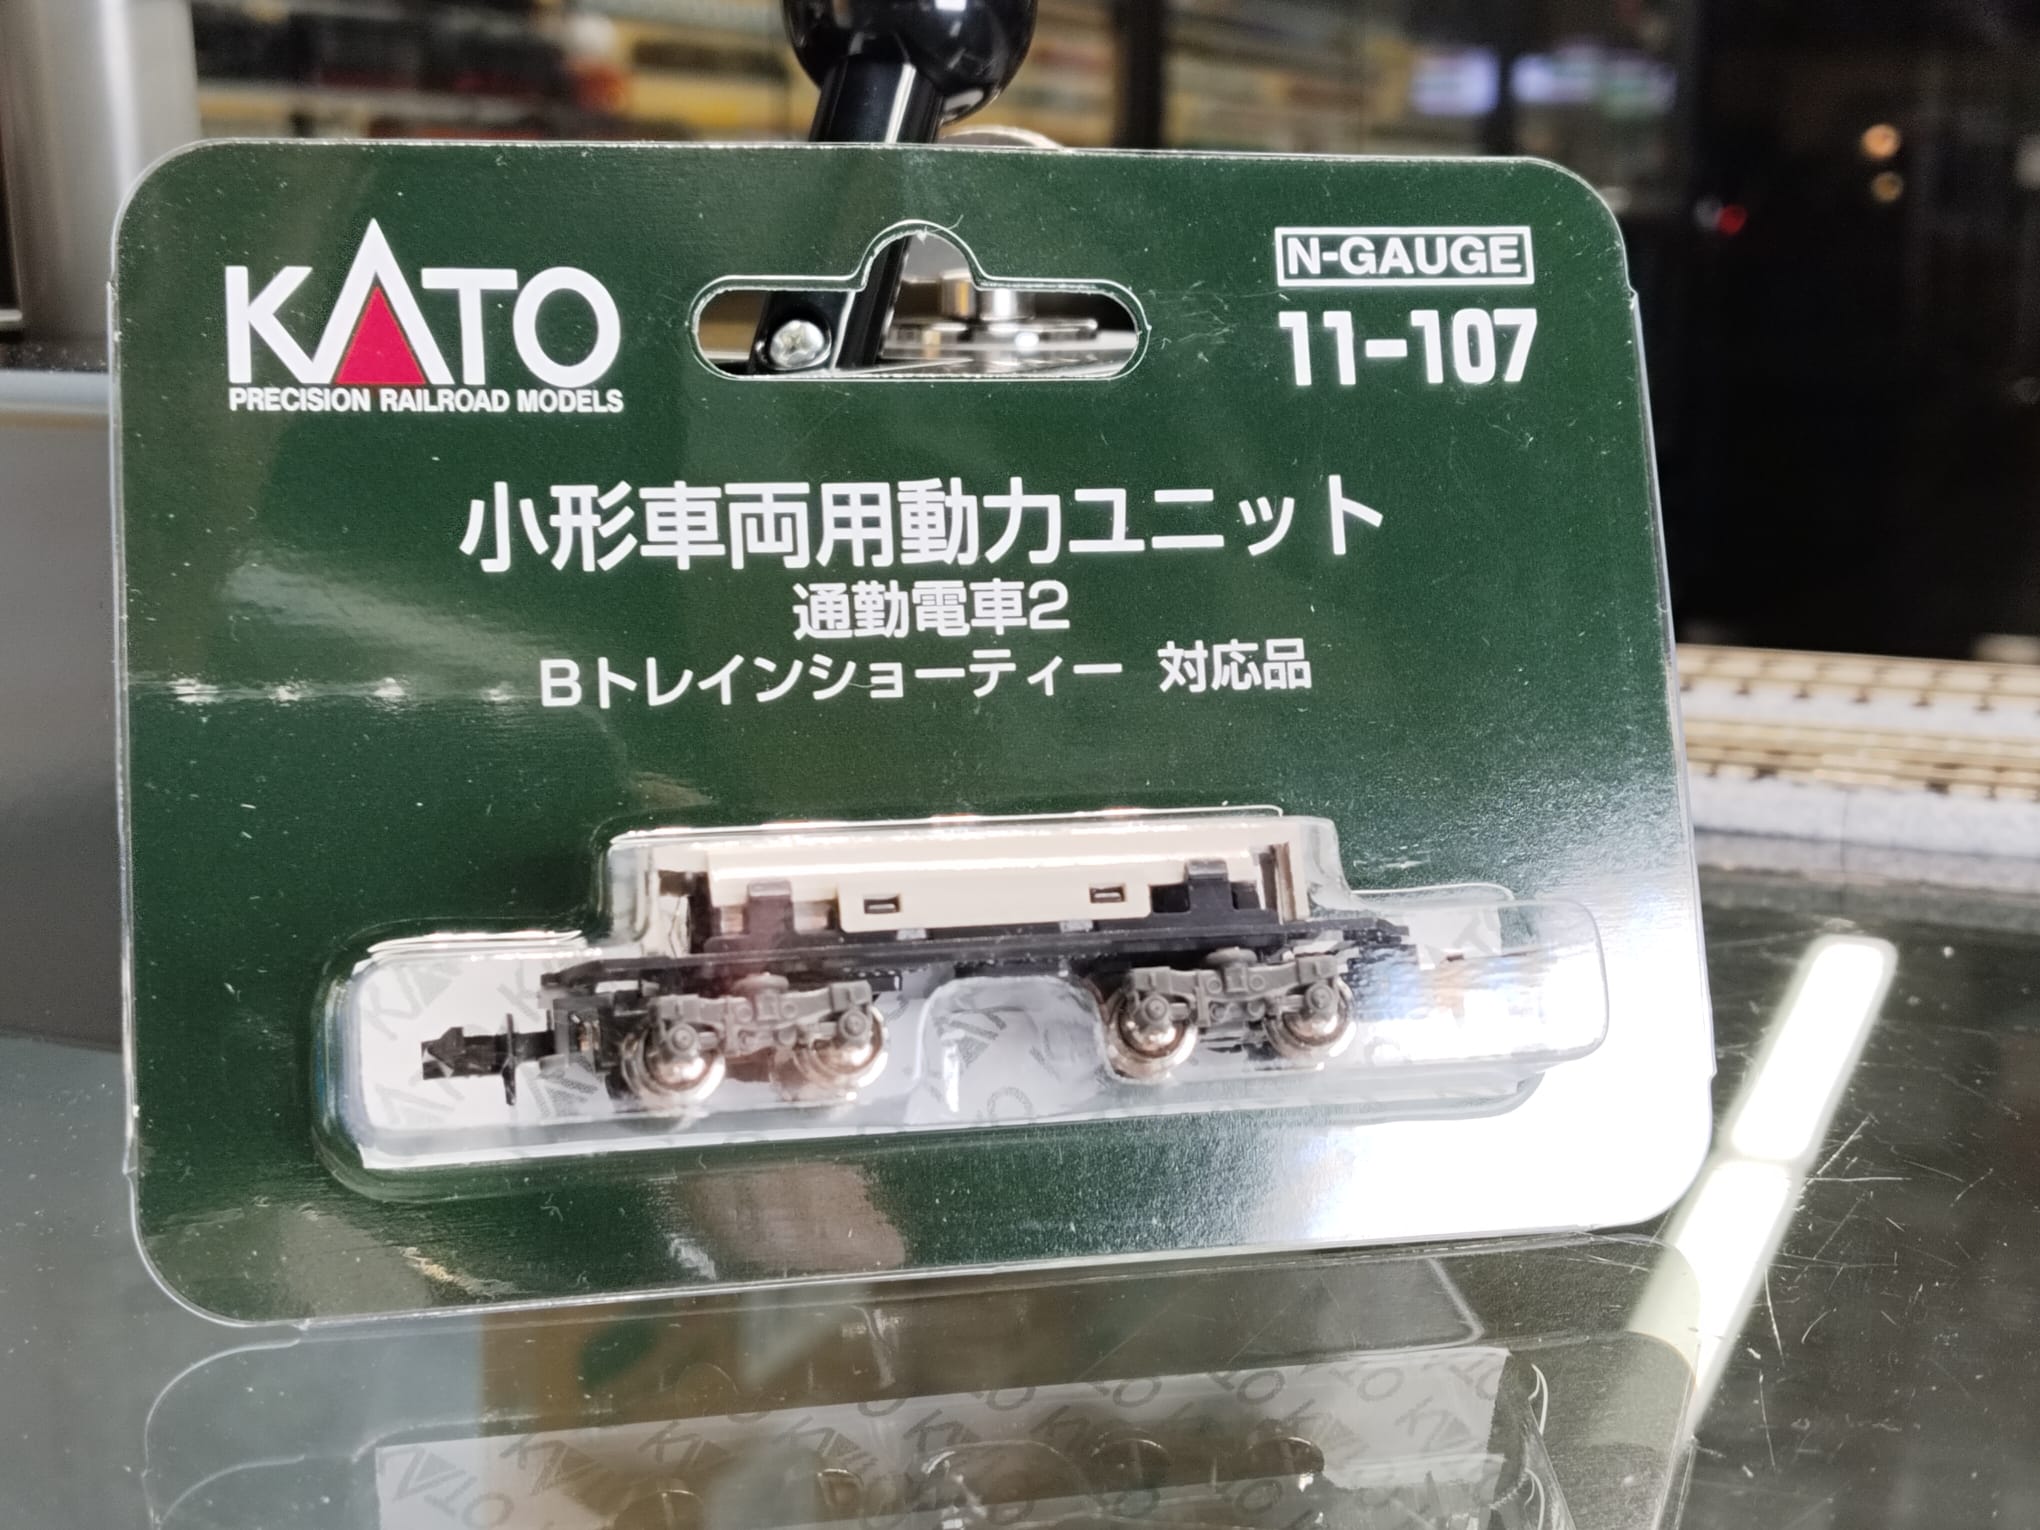 KATO
PRECISION RAILROAD MODELS
N-GAUGE
11-107
小形車両用動力ユニット
通勤電車2
Bトレインショーティー 対応品